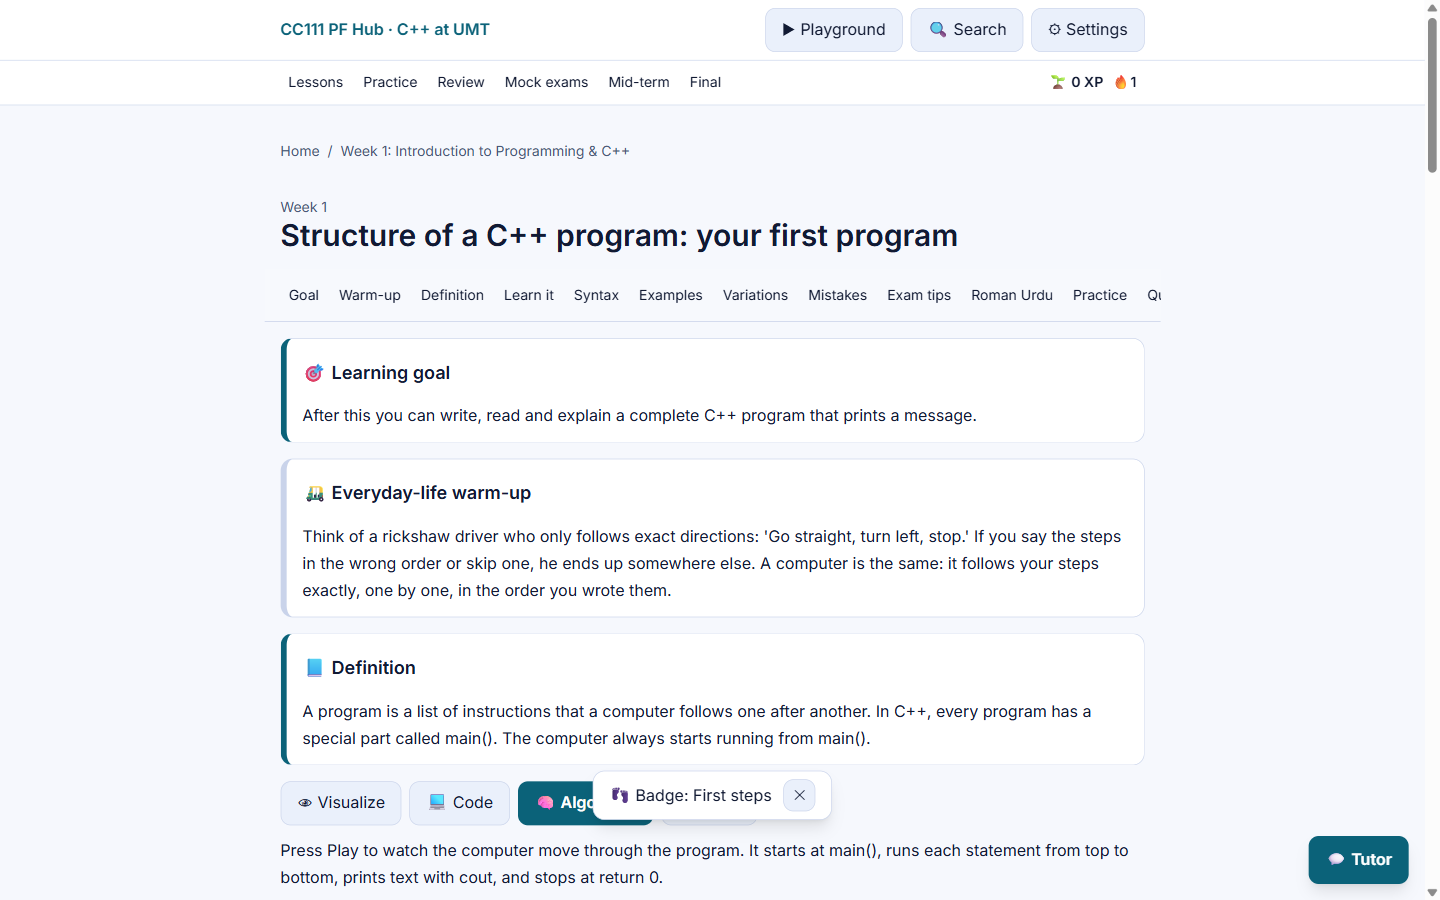 CC111 PF Hub · C++ at UMT
Playground
Search
Settings
Lessons
Practice
Review
Mock exams
Mid-term
Final
0 XP
1
Home / Week 1: Introduction to Programming & C++
Week 1
Structure of a C++ program: your first program
Goal
Warm-up
Definition
Learn it
Syntax
Examples
Variations
Mistakes
Exam tips
Roman Urdu
Practice
Learning goal
After this you can write, read and explain a complete C++ program that prints a message.
Everyday-life warm-up
Think of a rickshaw driver who only follows exact directions: 'Go straight, turn left, stop.' If you say the steps
in the wrong order or skip one, he ends up somewhere else. A computer is the same: it follows your steps
exactly, one by one, in the order you wrote them.
Definition
A program is a list of instructions that a computer follows one after another. In C++, every program has a
special part called main(). The computer always starts running from main().
Visualize
Code
Badge: First steps
Press Play to watch the computer move through the program. It starts at main(), runs each statement from top to
bottom, prints text with cout, and stops at return 0.
Tutor